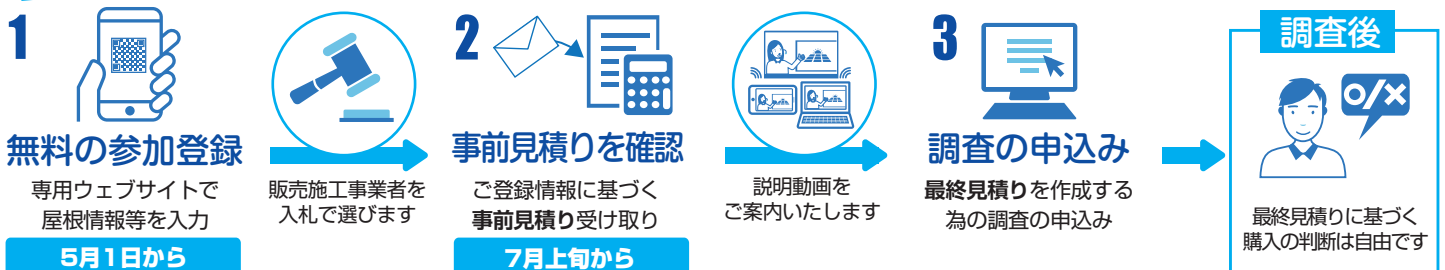 1
無料の参加登録
専用ウェブサイトで
屋根情報等を入力
5月1日から
販売施工事業者を
入札で選びます
2
事前見積りを確認
ご登録情報に基づく
事前見積り受け取り
7月上旬から
説明動画を
ご案内いたします
3
調査の申込み
最終見積りを作成する
為の調査の申込み
調査後
o/x
最終見積りに基づく
購入の判断は自由です